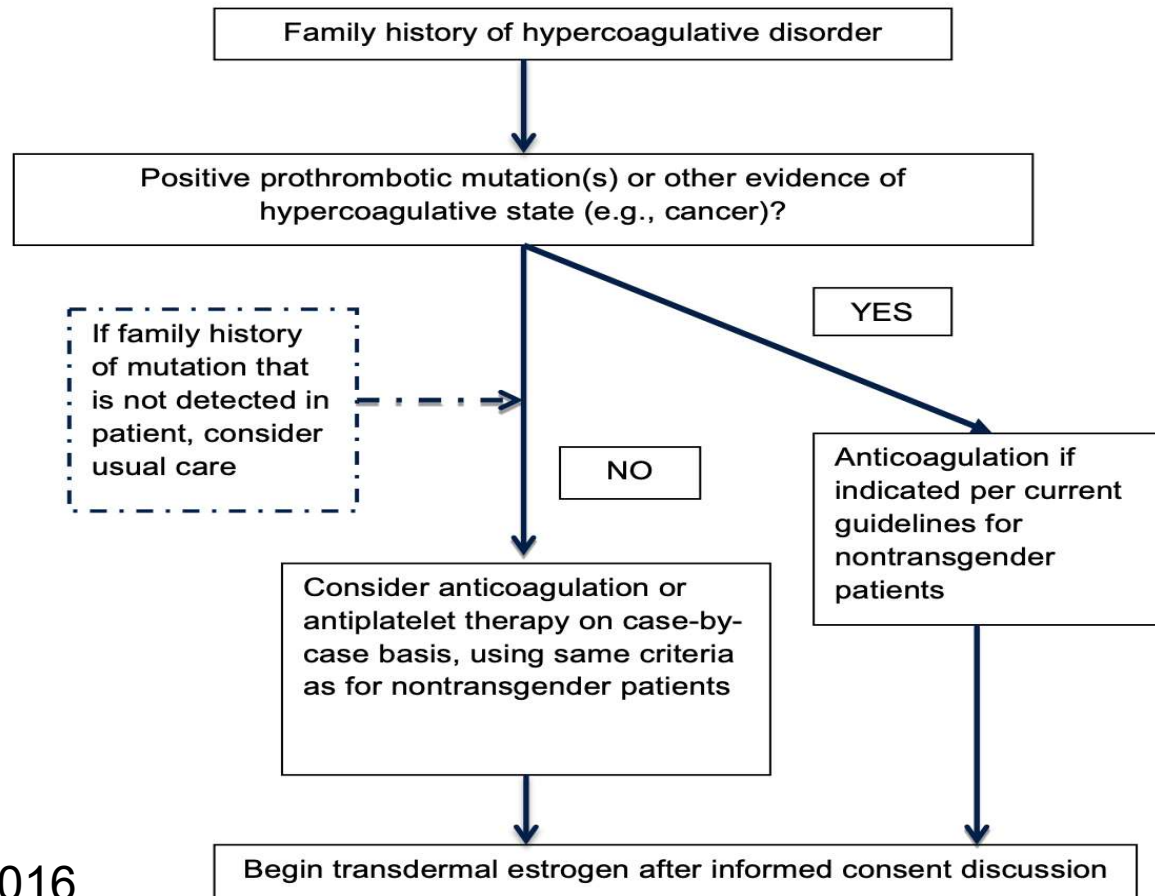 Family history of hypercoagulative disorder
Positive prothrombotic mutation(s) or other evidence of
hypercoagulative state (e.g., cancer)?
YES
If family history
of mutation that
is not detected in
patient, consider
usual care
NO
Anticoagulation if
indicated per current
guidelines for
nontransgender
patients
Consider anticoagulation or
antiplatelet therapy on case-by-
case basis, using same criteria
as for nontransgender patients
Begin transdermal estrogen after informed consent discussion
016